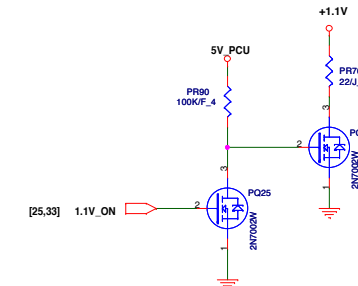 +1.1V
5V_PCU
PR90
100K/F_4
22/J
3
2
1
2N7002W
3
PQ25
2
1
2N7002W
[25,33] 1.1V_ON